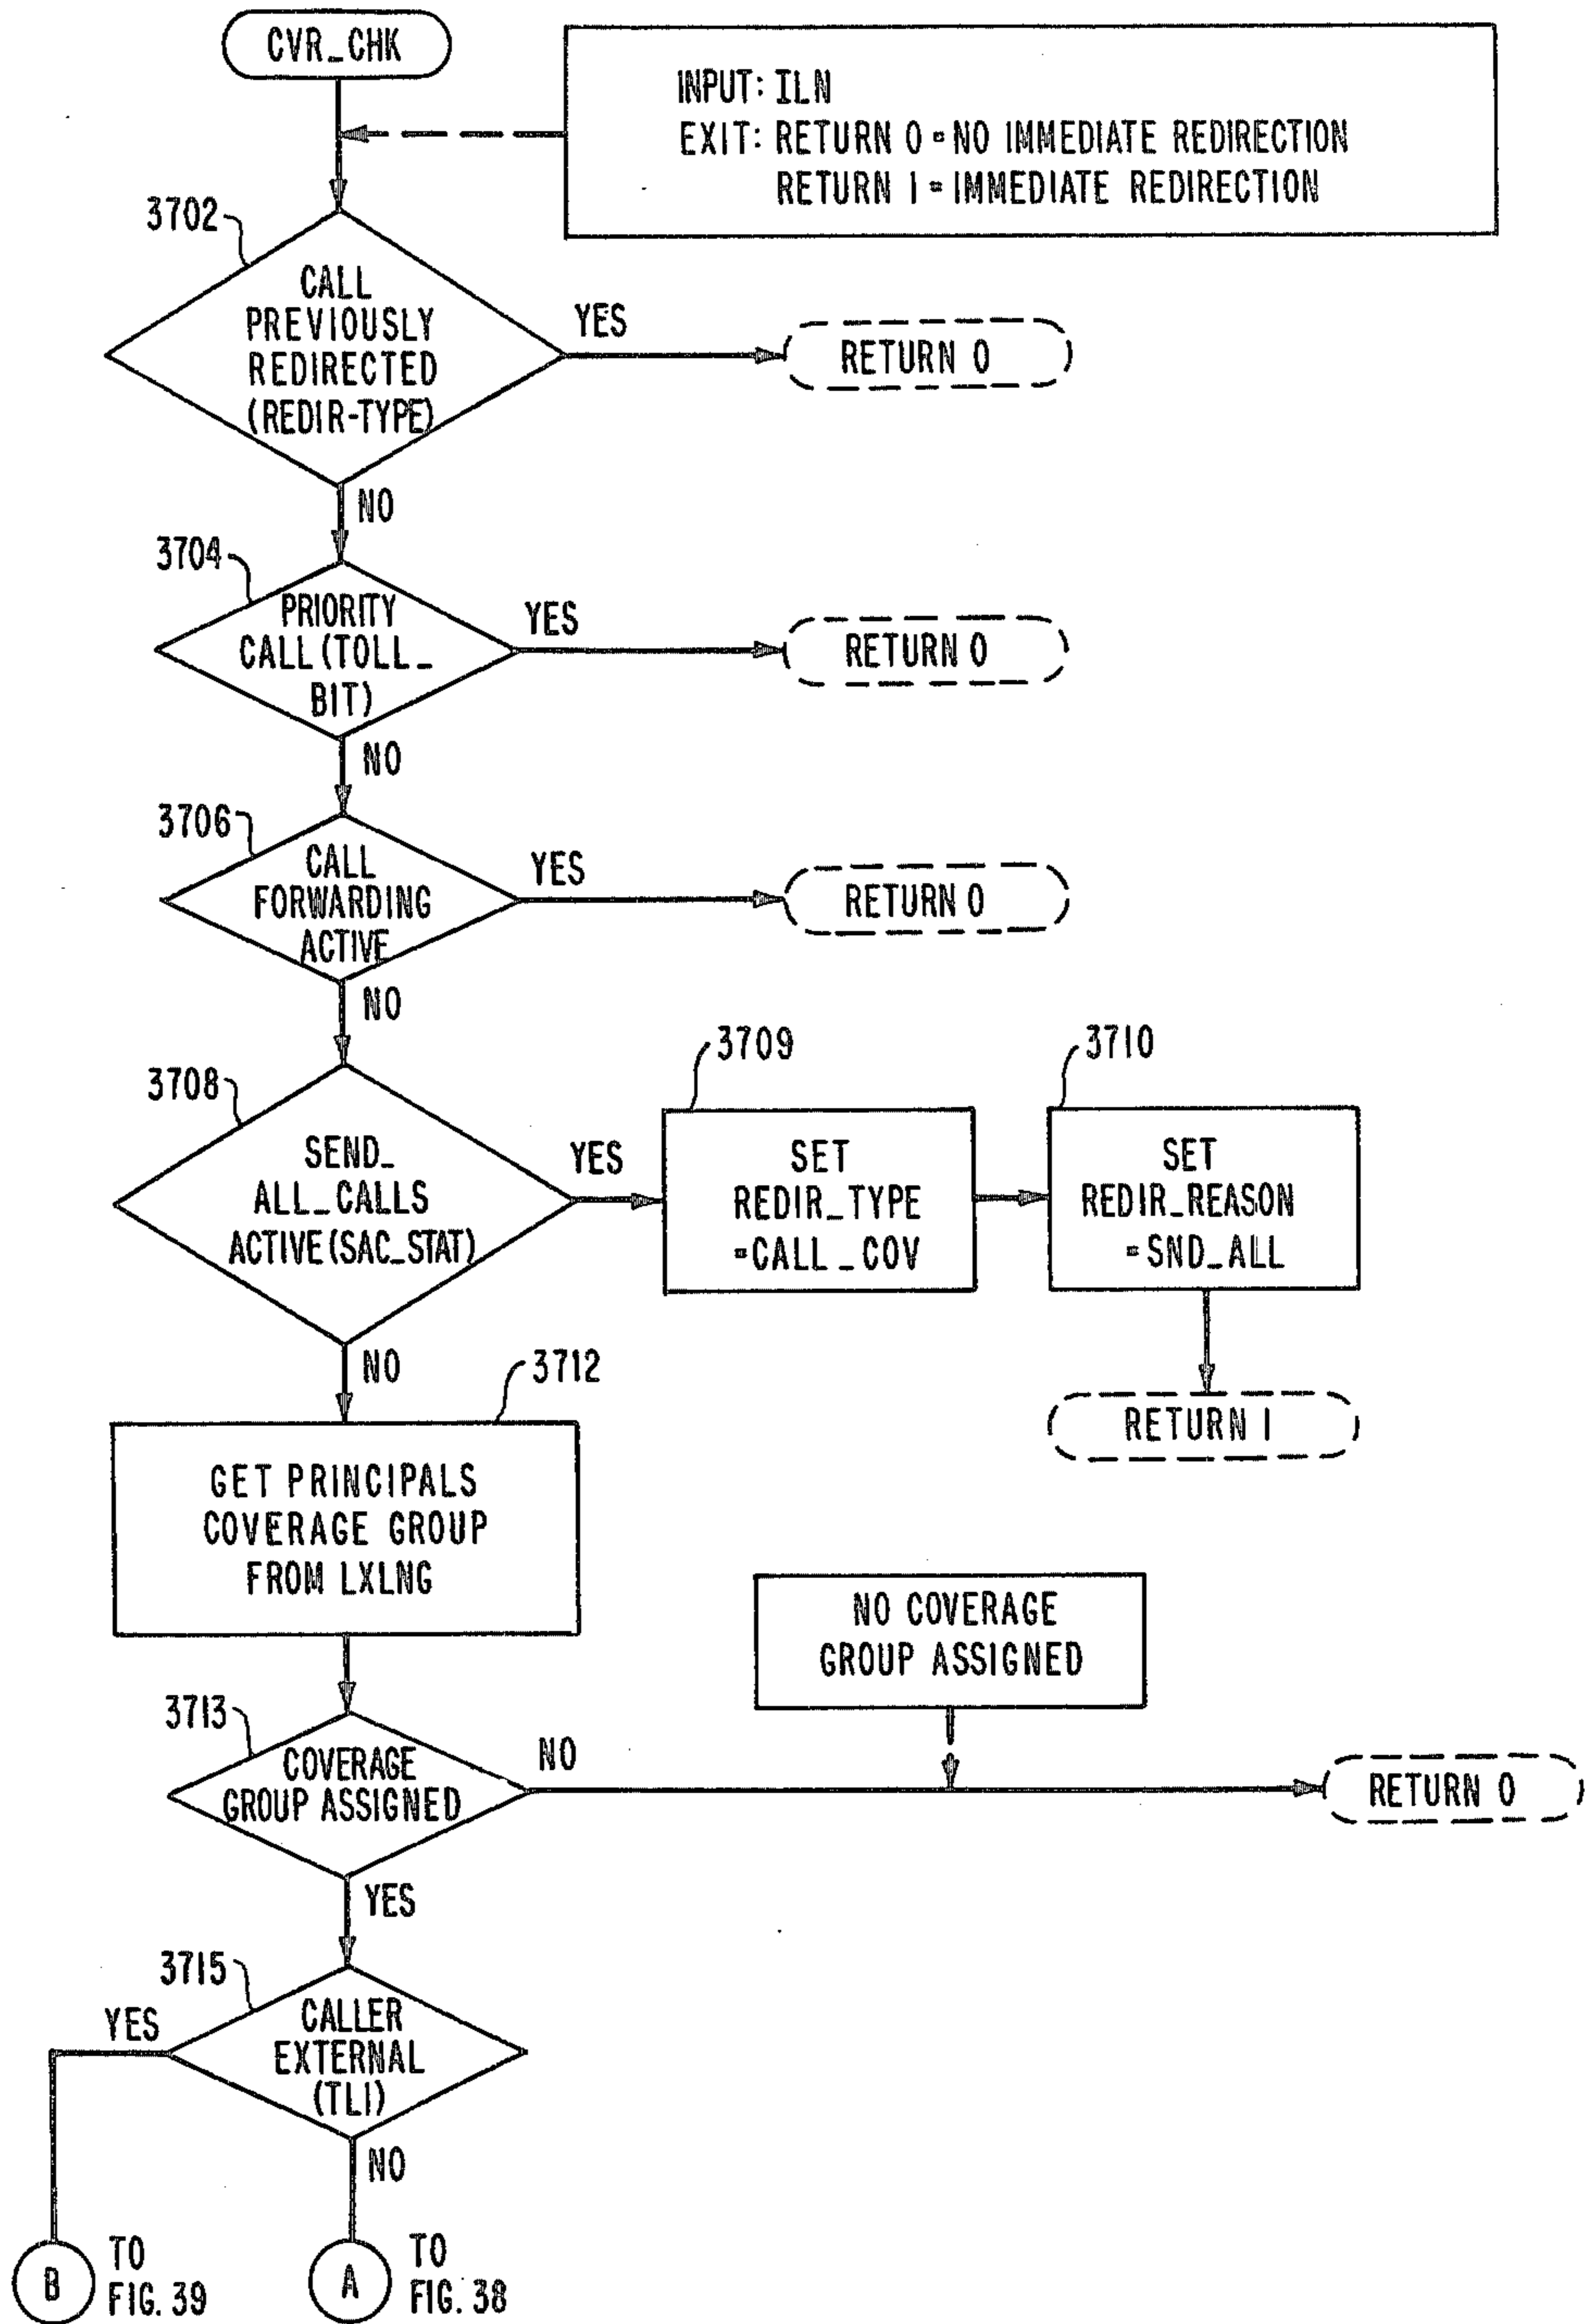 CVR_CHK
INPUT: ILN
EXIT: RETURN 0 = NO IMMEDIATE REDIRECTION
RETURN 1 = IMMEDIATE REDIRECTION
3702
CALL
PREVIOUSLY
REDIRECTED
(REDIR-TYPE)
YES
RETURN 0
NO
3704
PRIORITY
CALL (TOLL_
BIT)
YES
RETURN 0
NO
3706
CALL
FORWARDING
ACTIVE
YES
RETURN 0
NO
3708
SEND_
ALL_CALLS
ACTIVE (SAC_STAT)
YES
3709
SET
REDIR_TYPE
=CALL_COV
3710
SET
REDIR_REASON
=SND_ALL
RETURN 1
NO
3712
GET PRINCIPALS
COVERAGE GROUP
FROM LXLNG
NO COVERAGE
GROUP ASSIGNED
3713
COVERAGE
GROUP ASSIGNED
NO
RETURN 0
YES
3715
CALLER
EXTERNAL
(TLI)
YES
NO
B
TO
FIG. 39
A
TO
FIG. 38